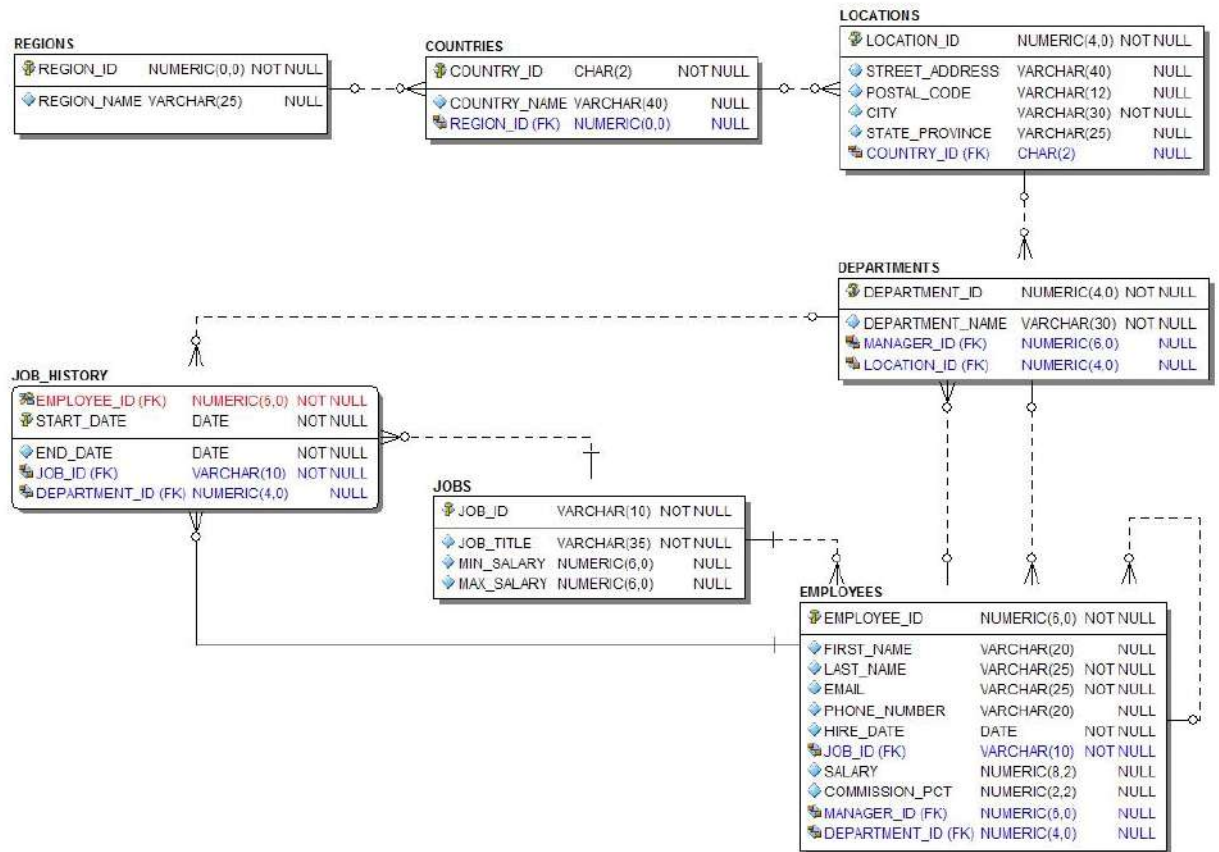 REGIONS
REGION_ID NUMERIC(0,0) NOT NULL
REGION_NAME VARCHAR(25) NULL
COUNTRIES
COUNTRY_ID CHAR(2) NOT NULL
COUNTRY_NAME VARCHAR(40) NULL
REGION_ID (FK) NUMERIC(0,0) NULL
LOCATIONS
LOCATION_ID NUMERIC(4,0) NOT NULL
STREET_ADDRESS VARCHAR(40) NULL
POSTAL_CODE VARCHAR(12) NULL
CITY VARCHAR(30) NOT NULL
STATE_PROVINCE VARCHAR(25) NULL
COUNTRY_ID (FK) CHAR(2) NULL
DEPARTMENTS
DEPARTMENT_ID NUMERIC(4,0) NOT NULL
DEPARTMENT_NAME VARCHAR(30) NOT NULL
MANAGER_ID (FK) NUMERIC(6,0) NULL
LOCATION_ID (FK) NUMERIC(4,0) NULL
JOB_HISTORY
EMPLOYEE_ID (FK) NUMERIC(6,0) NOT NULL
START_DATE DATE NOT NULL
END_DATE DATE NOT NULL
JOB_ID (FK) VARCHAR(10) NOT NULL
DEPARTMENT_ID (FK) NUMERIC(4,0) NULL
JOBS
JOB_ID VARCHAR(10) NOT NULL
JOB_TITLE VARCHAR(35) NOT NULL
MIN_SALARY NUMERIC(6,0) NULL
MAX_SALARY NUMERIC(6,0) NULL
EMPLOYEES
EMPLOYEE_ID NUMERIC(6,0) NOT NULL
FIRST_NAME VARCHAR(20) NULL
LAST_NAME VARCHAR(25) NOT NULL
EMAIL VARCHAR(25) NOT NULL
PHONE_NUMBER VARCHAR(20) NULL
HIRE_DATE DATE NOT NULL
JOB_ID (FK) VARCHAR(10) NOT NULL
SALARY NUMERIC(8,2) NULL
COMMISSION_PCT NUMERIC(2,2) NULL
MANAGER_ID (FK) NUMERIC(6,0) NULL
DEPARTMENT_ID (FK) NUMERIC(4,0) NULL